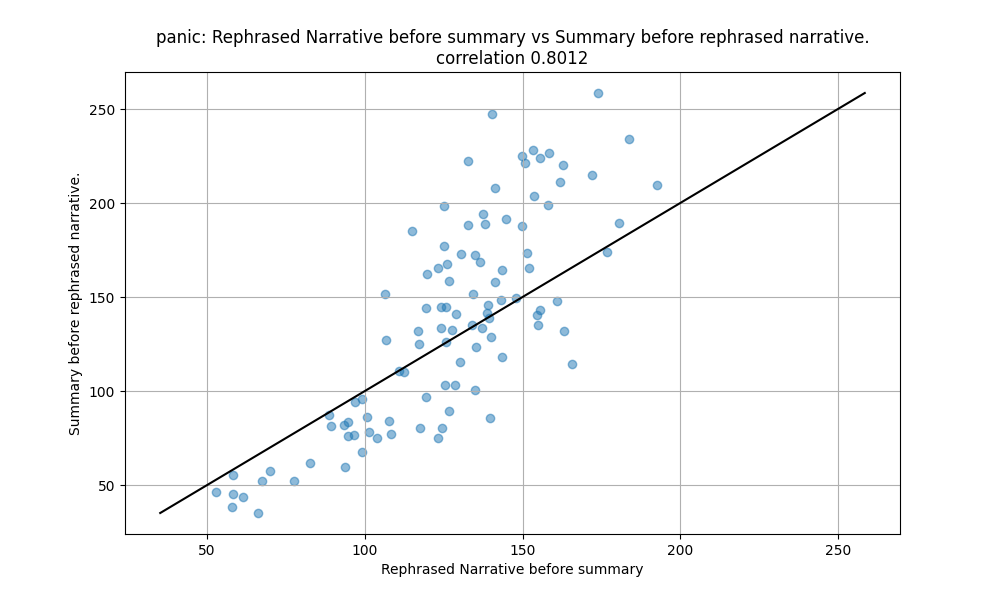 panic: Rephrased Narrative before summary vs Summary before rephrased narrative.
correlation 0.8012
250
200
150
100
50
Summary before rephrased narrative.
50
100
150
200
250
Rephrased Narrative before summary